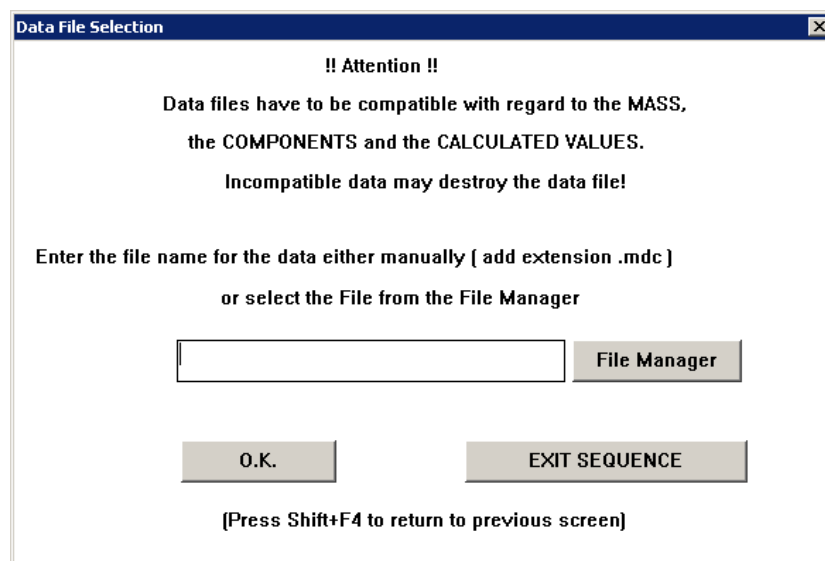 Data File Selection
!! Attention !!
Data files have to be compatible with regard to the MASS,
the COMPONENTS and the CALCULATED VALUES.
Incompatible data may destroy the data file!
Enter the file name for the data either manually ( add extension .mdc )
or select the File from the File Manager
File Manager
O.K.
EXIT SEQUENCE
(Press Shift+F4 to return to previous screen)